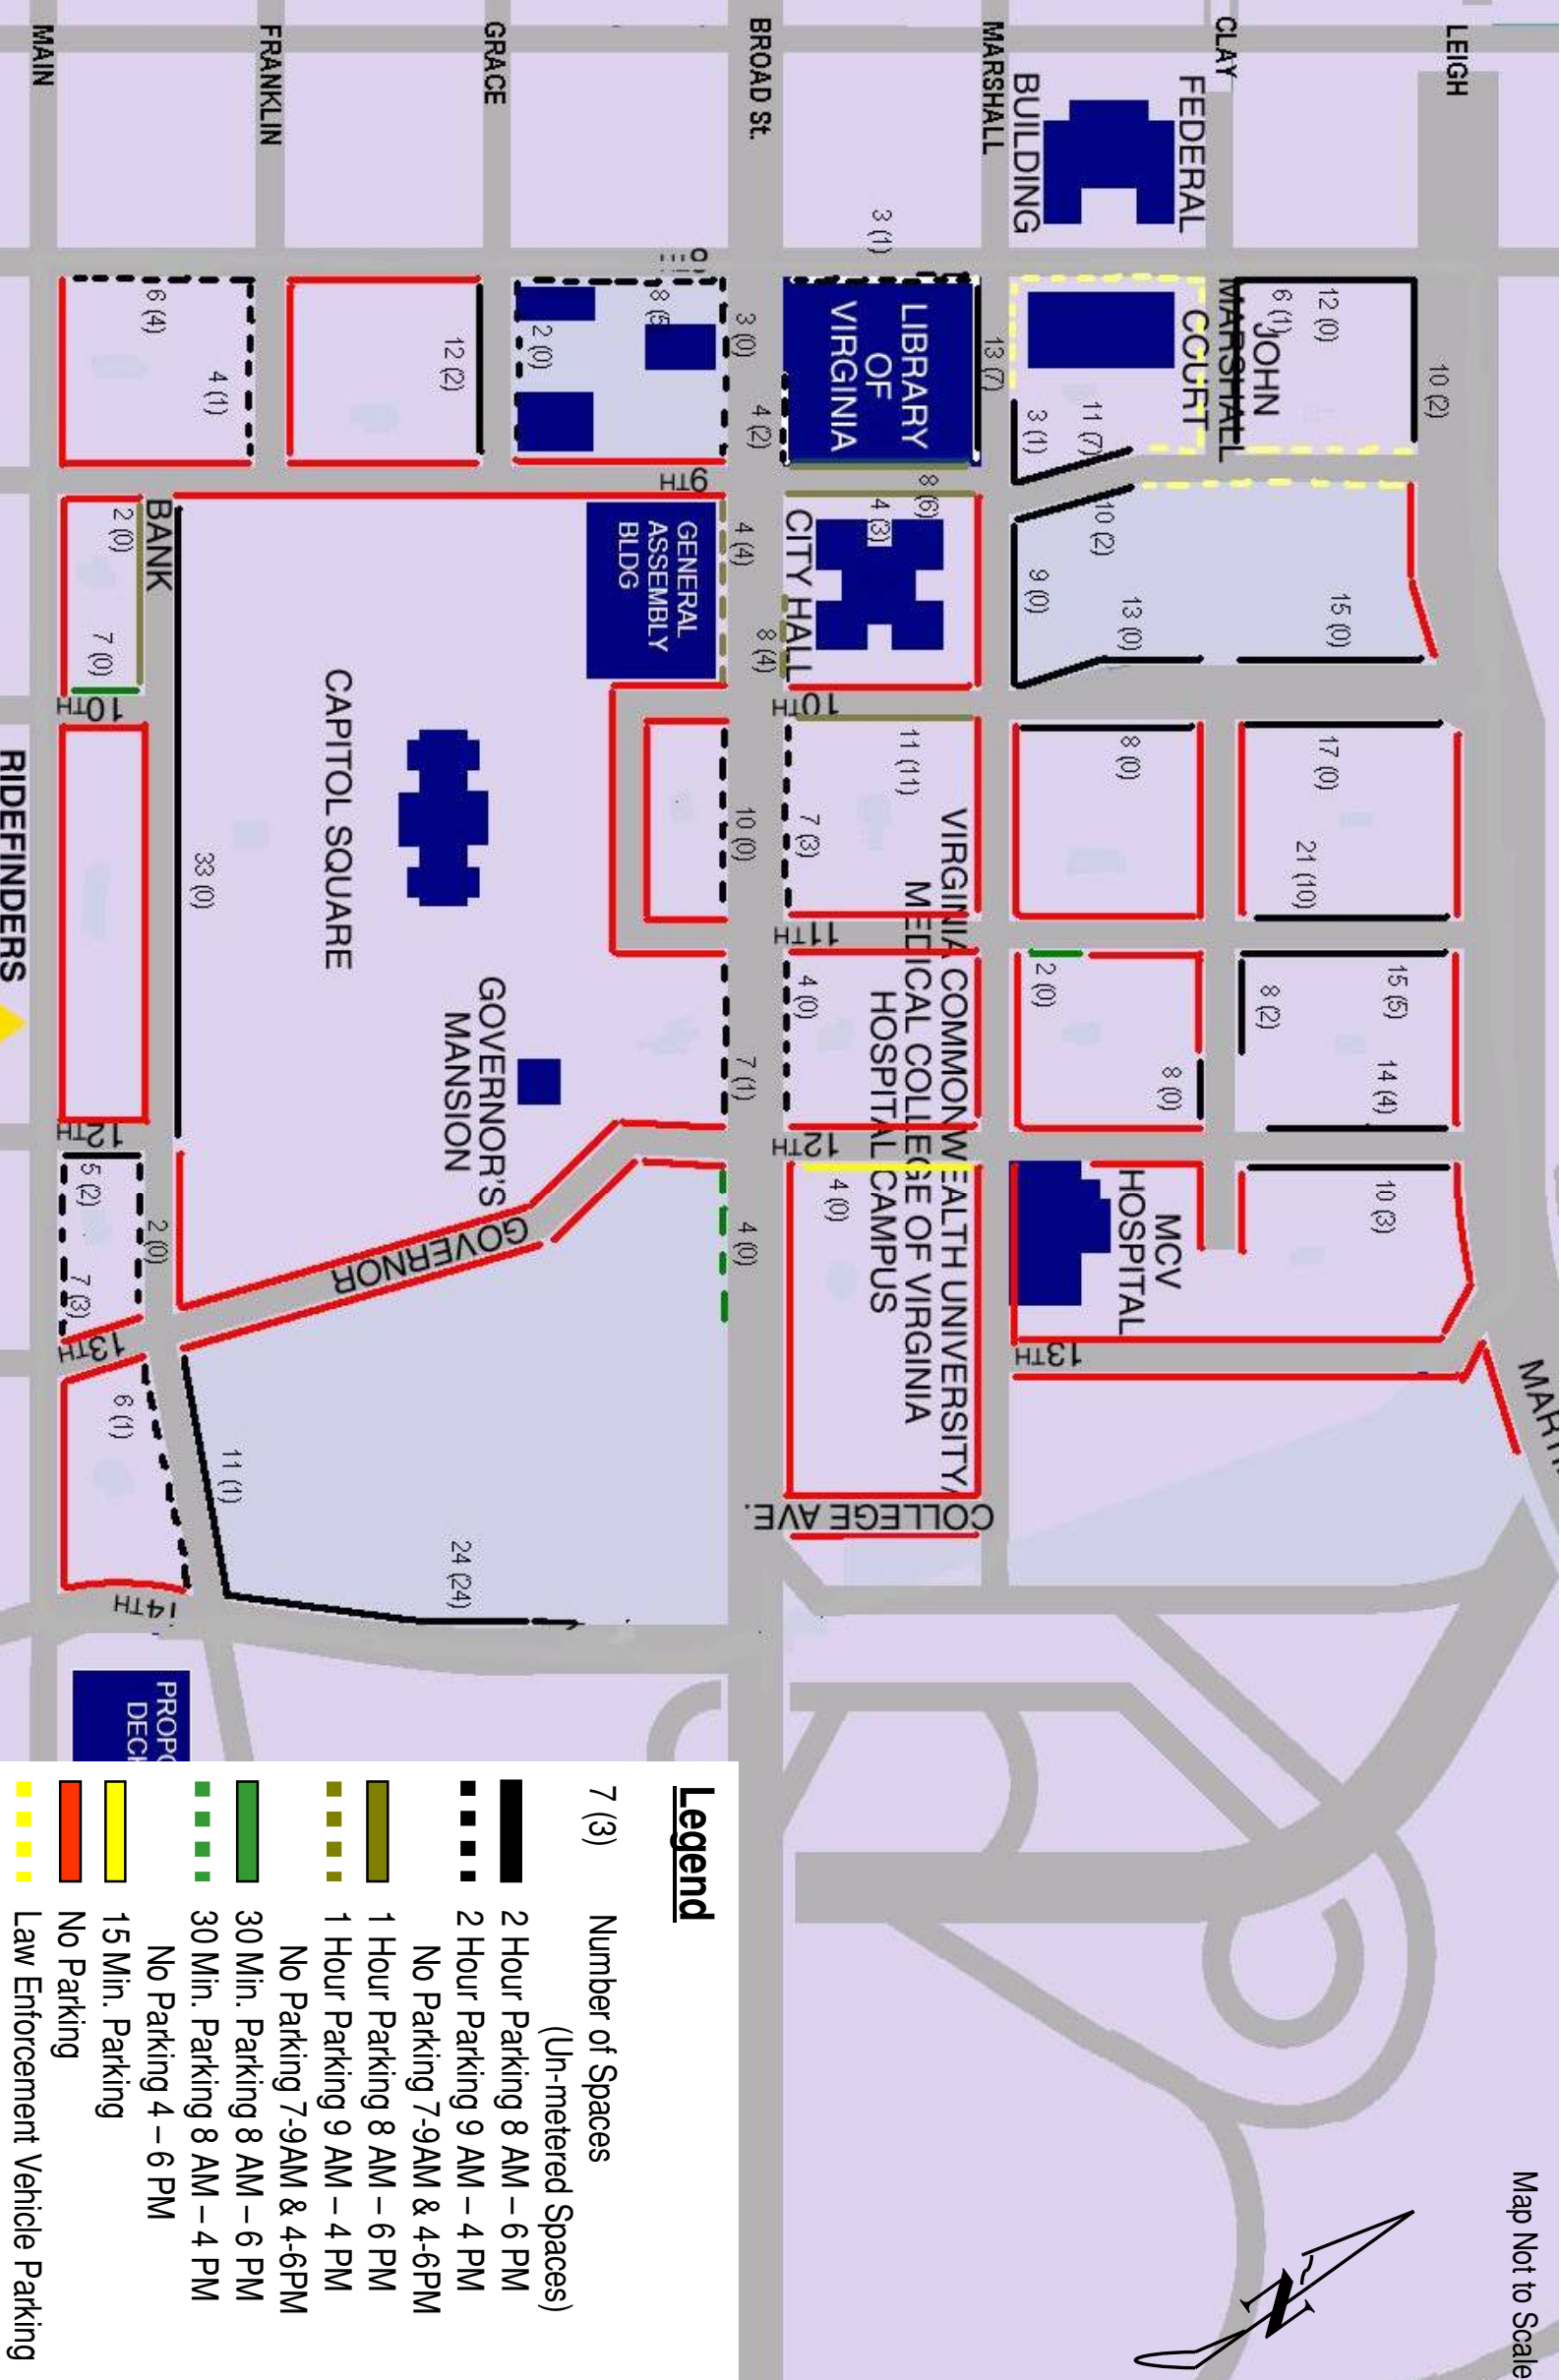 Map Not to Scale
N
LEIGH
CLAY
MARSHALL
BROAD St.
GRACE
FRANKLIN
MAIN
FEDERAL
BUILDING
JOHN
MARSHALL
COURT
12 (0)
6 (1)
10 (2)
11 (7)
3 (1)
13 (7)
3 (1)
LIBRARY
OF
VIRGINIA
3 (0)
4 (2)
2 (0)
12 (2)
6 (4)
4 (1)
9TH
8 (6)
4 (3)
CITY HALL
8 (4)
4 (4)
10 (2)
9 (0)
13 (0)
15 (0)
GENERAL
ASSEMBLY
BLDG
BANK
2 (0)
7 (0)
10TH
10TH
CAPITOL SQUARE
33 (0)
17 (0)
21 (10)
8 (0)
11 (11)
7 (3)
10 (0)
11TH
VIRGINIA COMMONWEALTH UNIVERSITY/
MEDICAL COLLEGE OF VIRGINIA
HOSPITAL CAMPUS
GOVERNOR'S
MANSION
15 (5)
14 (4)
8 (2)
2 (0)
8 (0)
4 (0)
7 (1)
12TH
12TH
10 (3)
MCV
HOSPITAL
4 (0)
4 (0)
GOVERNOR
5 (2)
7 (3)
2 (0)
13TH
13TH
COLLEGE AVE.
6 (1)
11 (1)
24 (24)
14TH
RIDEFINDERS
Legend
7 (3) Number of Spaces
(Un-metered Spaces)
2 Hour Parking 8 AM – 6 PM
2 Hour Parking 9 AM – 4 PM
No Parking 7-9AM & 4-6PM
1 Hour Parking 8 AM – 6 PM
1 Hour Parking 9 AM – 4 PM
No Parking 7-9AM & 4-6PM
30 Min. Parking 8 AM – 6 PM
30 Min. Parking 8 AM – 4 PM
No Parking 4 – 6 PM
15 Min. Parking
No Parking
Law Enforcement Vehicle Parking